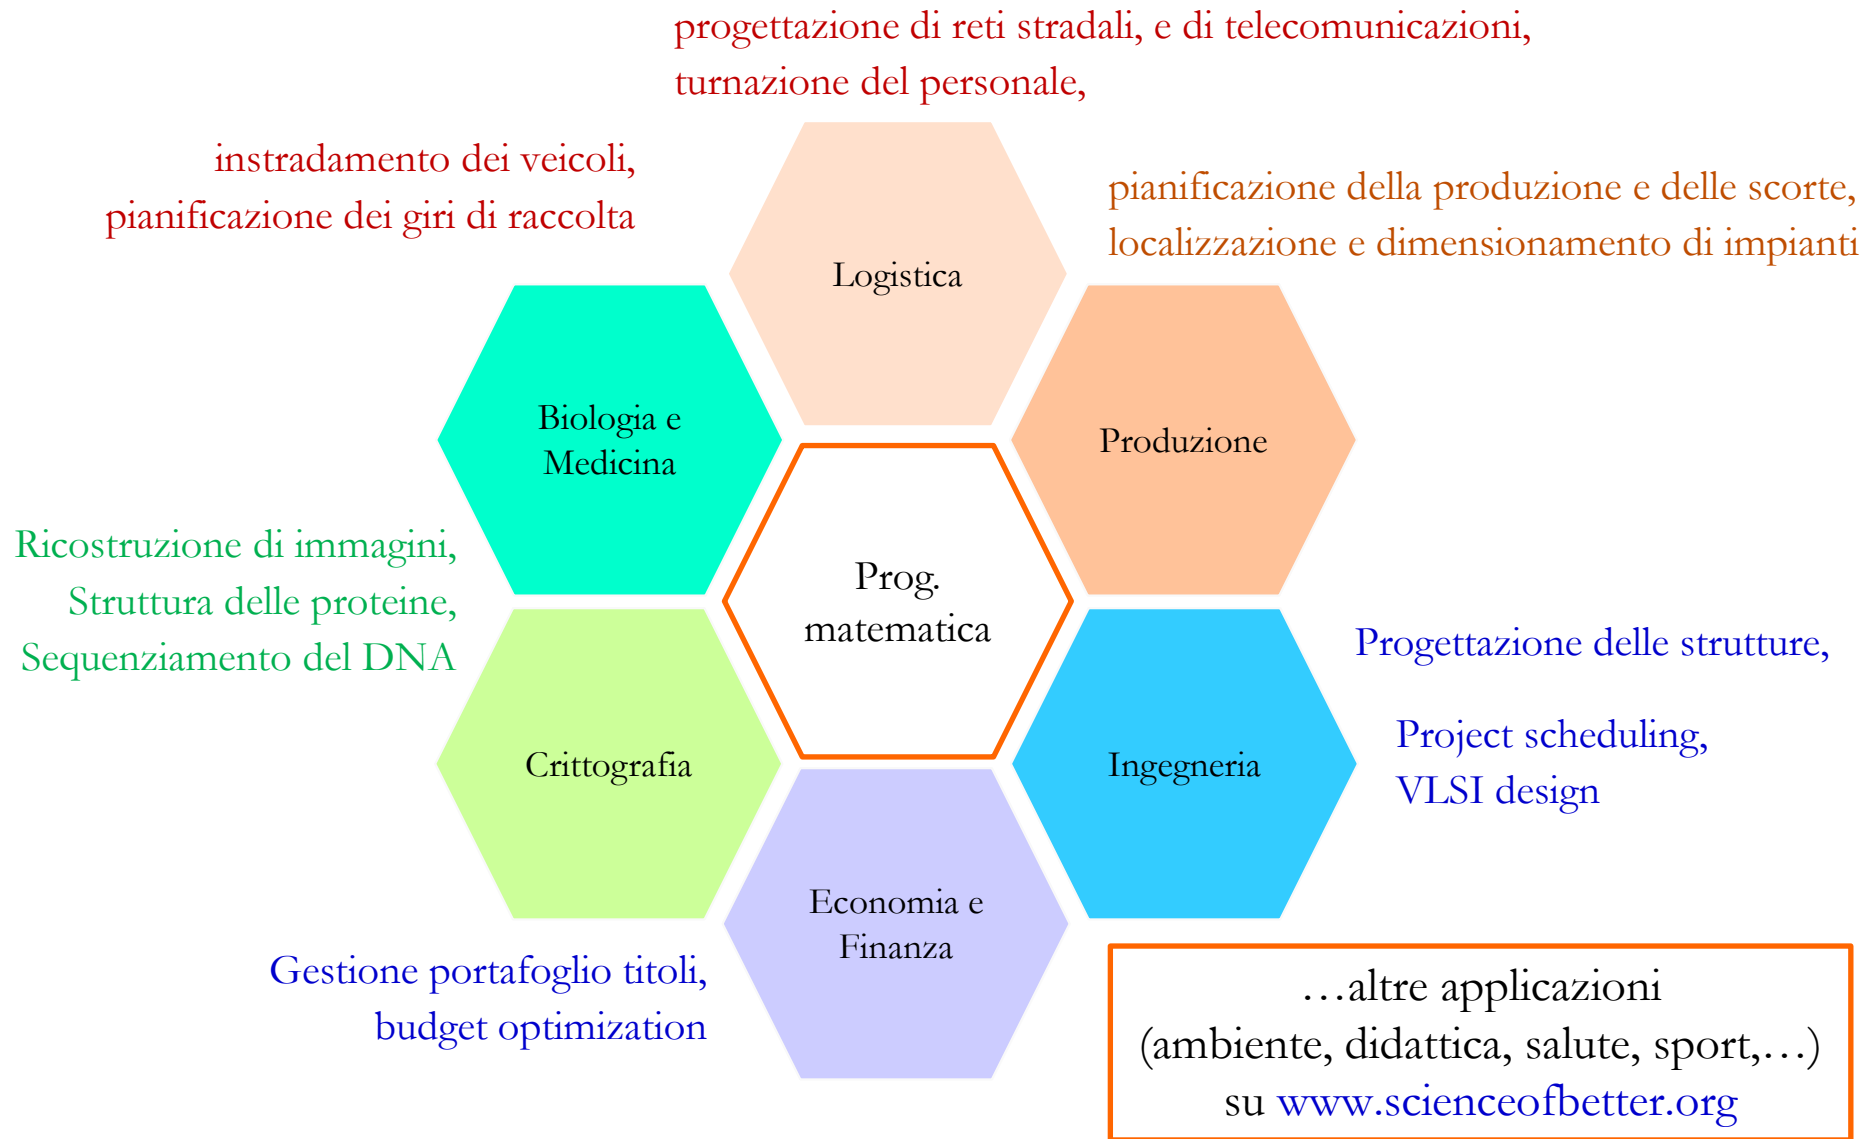 progettazione di reti stradali, e di telecomunicazioni,
turnazione del personale,
instradamento dei veicoli,
pianificazione dei giri di raccolta
pianificazione della produzione e delle scorte,
localizzazione e dimensionamento di impianti
Logistica
Biologia e
Medicina
Produzione
Ricostruzione di immagini,
Struttura delle proteine,
Sequenziamento del DNA
Prog.
matematica
Progettazione delle strutture,
Project scheduling,
VLSI design
Crittografia
Ingegneria
Economia e
Finanza
Gestione portafoglio titoli,
budget optimization
…altre applicazioni
(ambiente, didattica, salute, sport,…)
su www.scienceofbetter.org